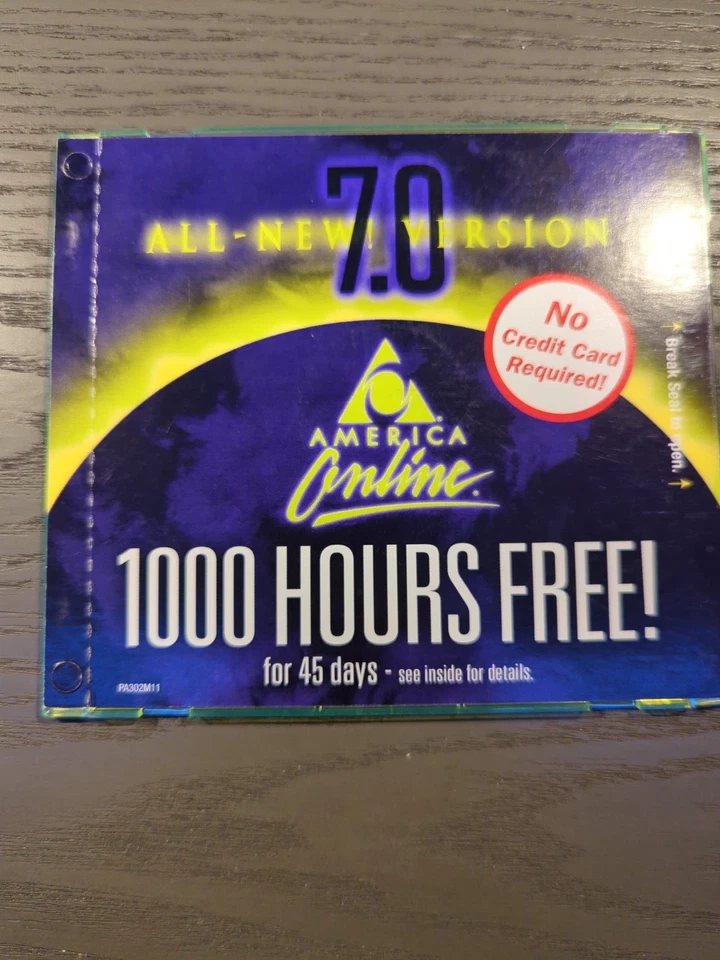 7.0
ALL-NEW! VERSION
No
Credit Card
Required!
Break Seal to open.
AMERICA
Online.
1000 HOURS FREE!
for 45 days - see inside for details.
PA302M11